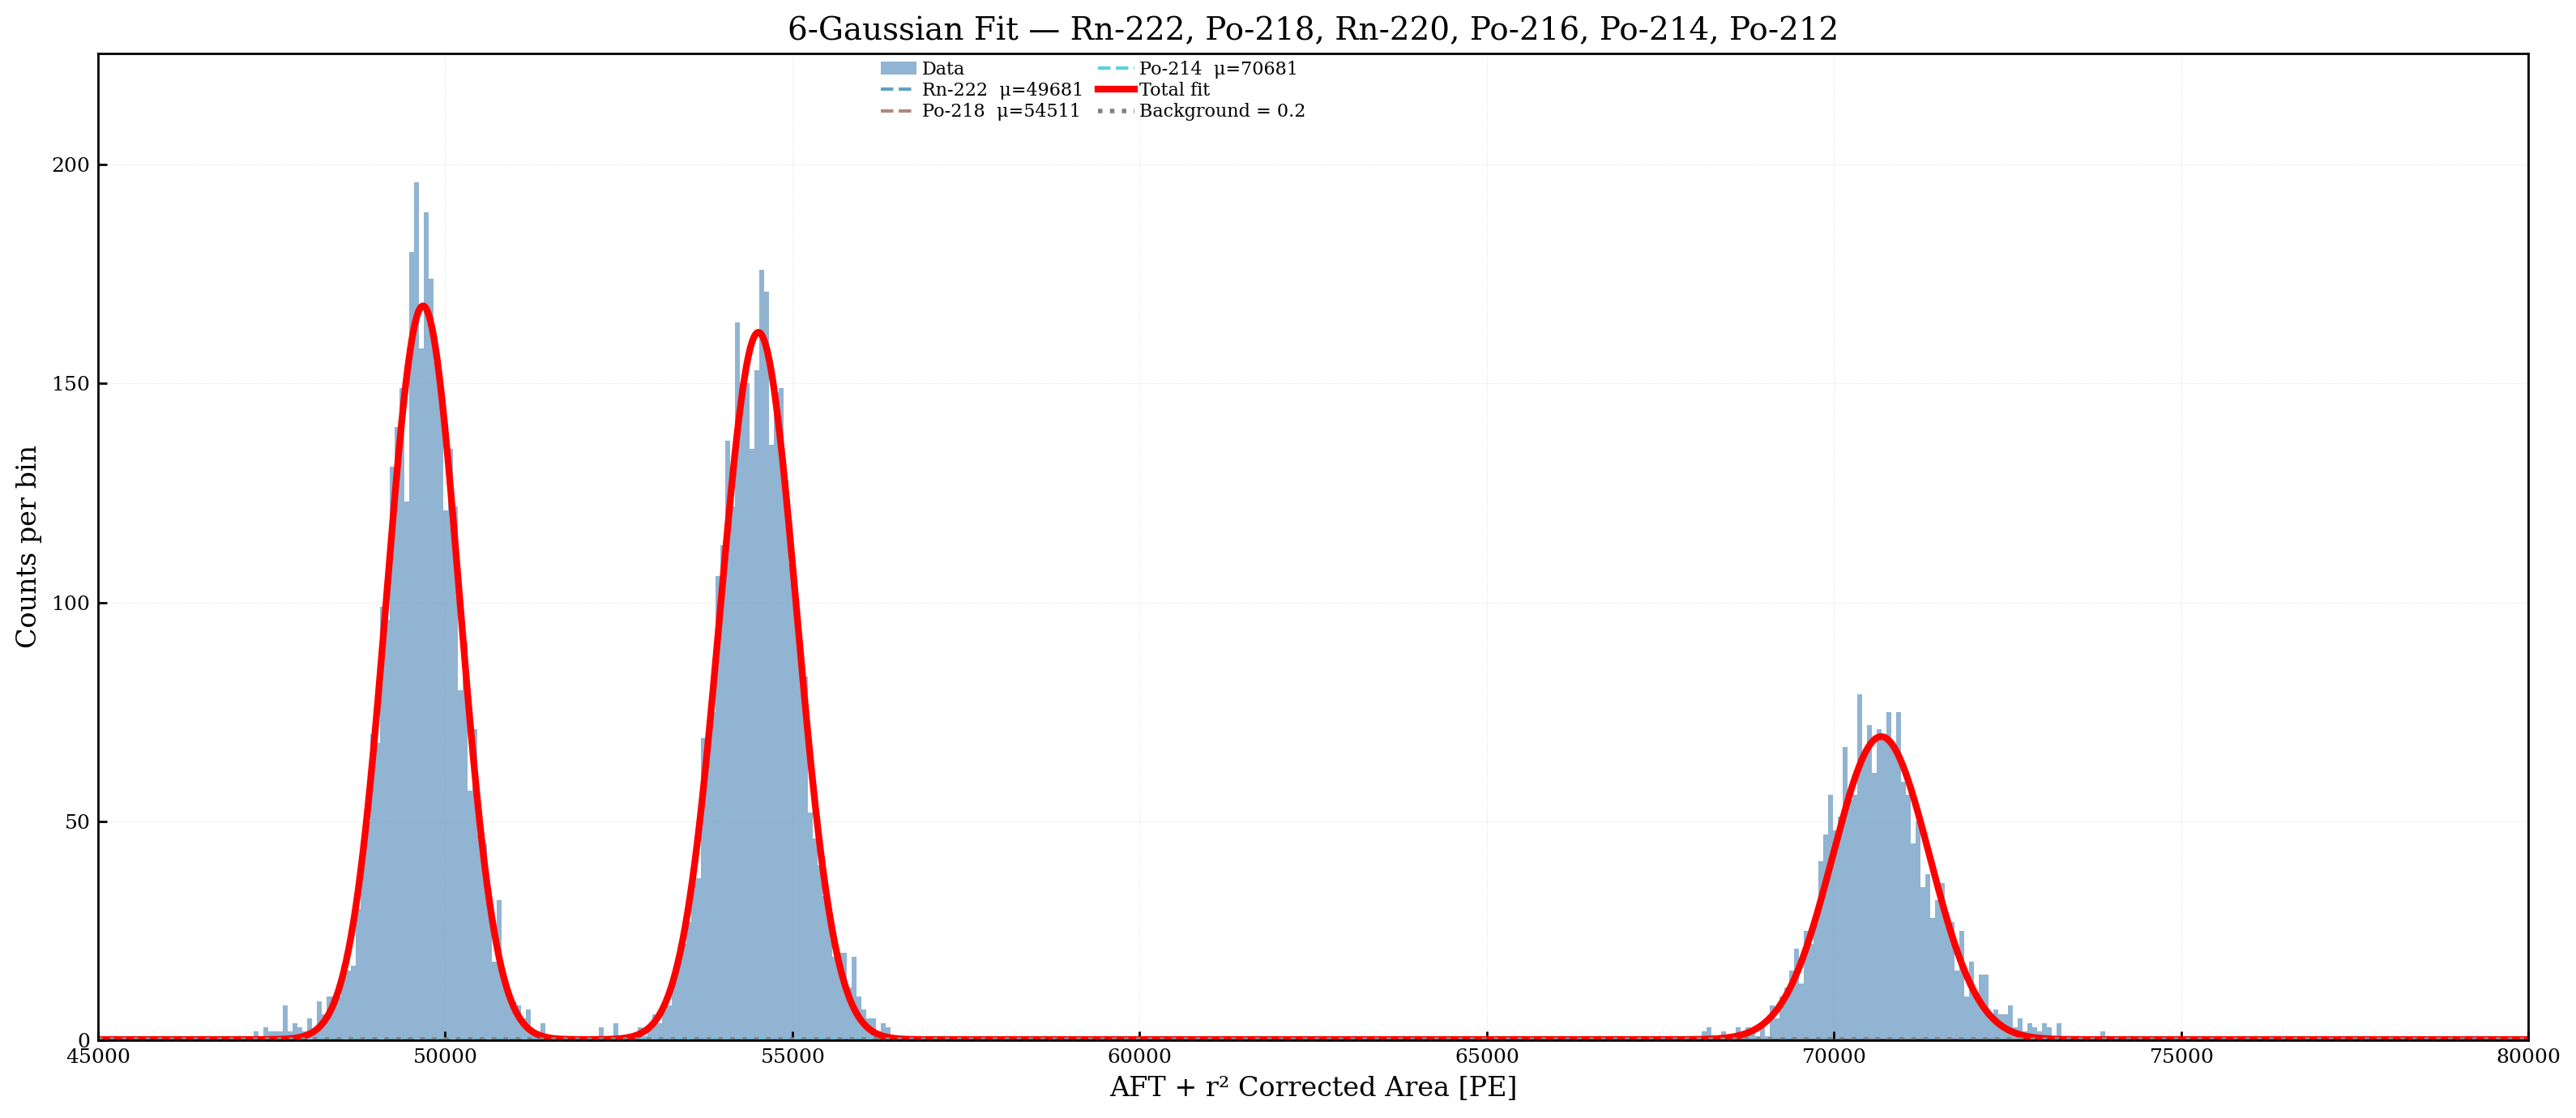 6-Gaussian Fit — Rn-222, Po-218, Rn-220, Po-216, Po-214, Po-212
Data
Rn-222 μ=49681
Po-218 μ=54511
Po-214 μ=70681
Total fit
Background = 0.2
Counts per bin
200
150
100
50
0
45000 50000 55000 60000 65000 70000 75000 80000
AFT + r² Corrected Area [PE]